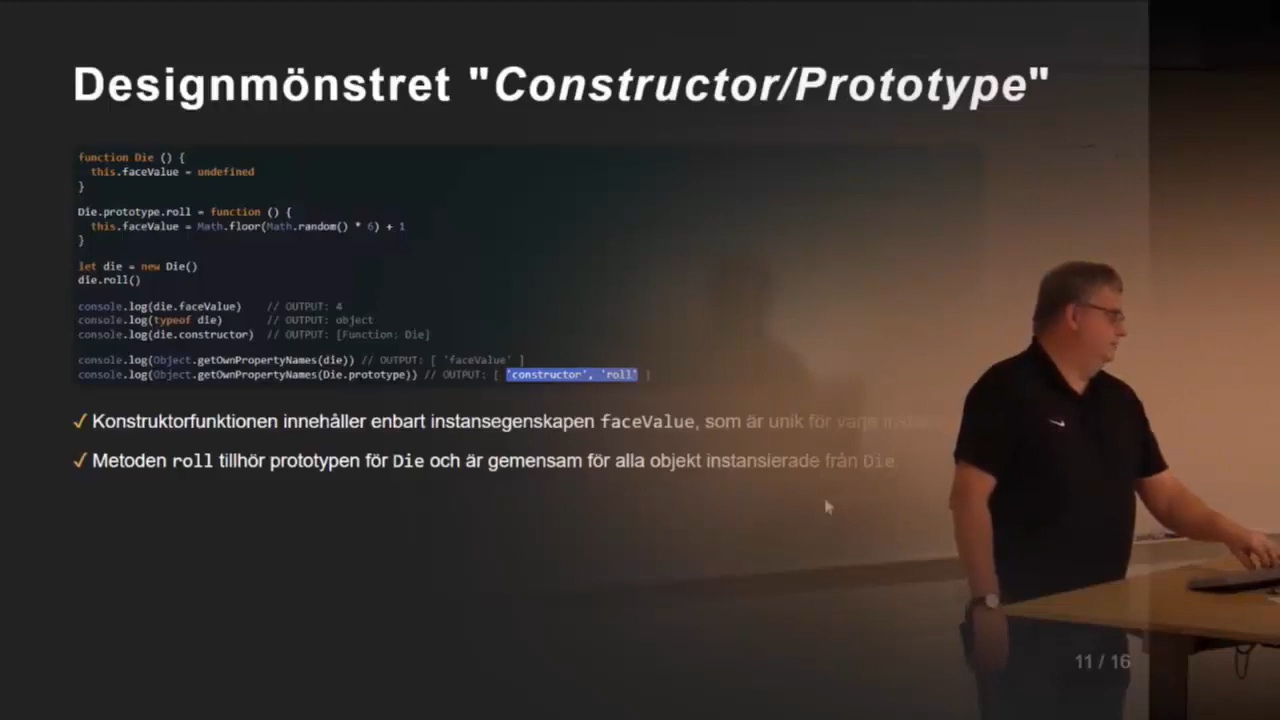 Designmönstret "Constructor/Prototype"
function Die () {
this.faceValue = undefined
}
Die.prototype.roll = function () {
this.faceValue = Math.floor(Math.random() * 6) + 1
}
let die = new Die()
die.roll()
console.log(die.faceValue) // OUTPUT: 4
console.log(typeof die) // OUTPUT: object
console.log(die.constructor) // OUTPUT: [Function: Die]
console.log(Object.getOwnPropertyNames(die)) // OUTPUT: [ 'faceValue' ]
console.log(Object.getOwnPropertyNames(Die.prototype)) // OUTPUT: [ 'constructor', 'roll' ]
✓ Konstruktorfunktionen innehåller enbart instansegenskapen faceValue, som är unik för varje
✓ Metoden roll tillhör prototypen för Die och är gemensam för alla objekt instansierade från Die.
11 / 16